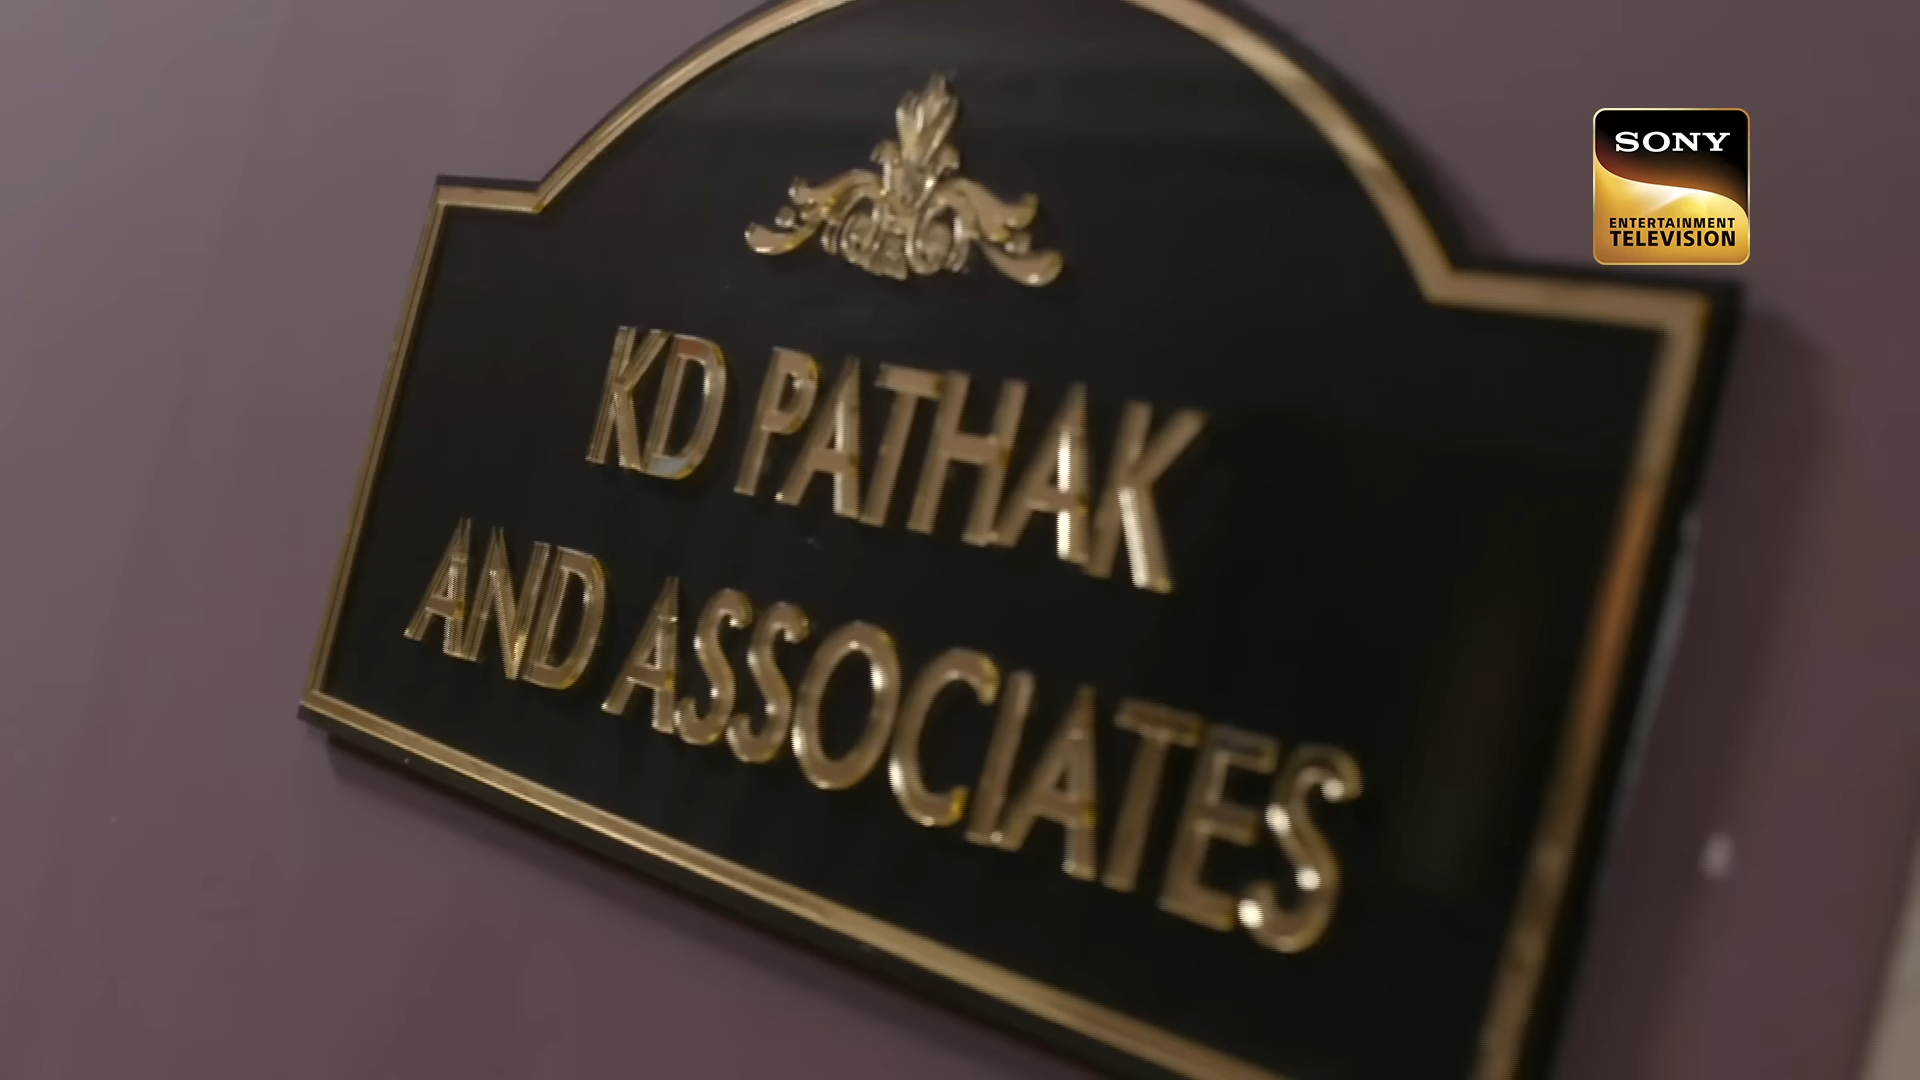 SONY
ENTERTAINMENT
TELEVISION
KD PATHAK
AND ASSOCIATES